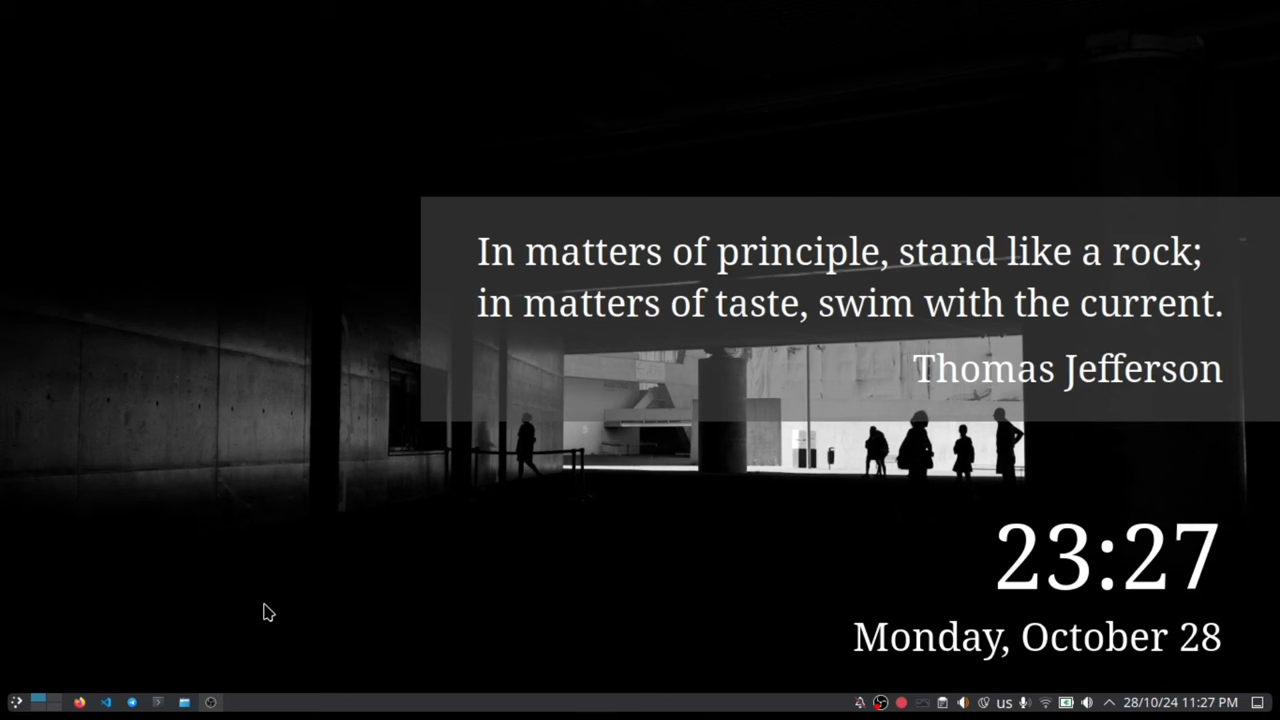 In matters of principle, stand like a rock;
in matters of taste, swim with the current.
Thomas Jefferson
23:27
Monday, October 28
us
28/10/24 11:27 PM